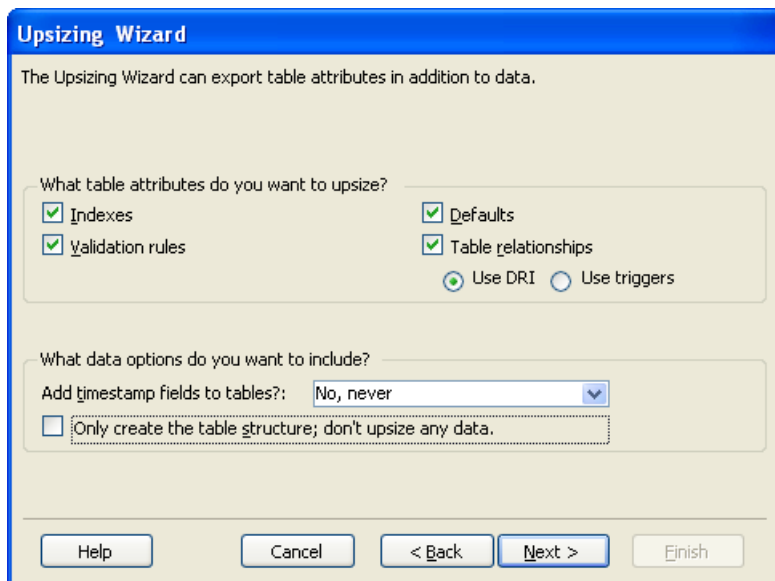 Upsizing Wizard
The Upsizing Wizard can export table attributes in addition to data.
What table attributes do you want to upsize?
Indexes
Defaults
Validation rules
Table relationships
Use DRI Use triggers
What data options do you want to include?
Add timestamp fields to tables?: No, never
Only create the table structure; don't upsize any data.
Help Cancel < Back Next > Finish